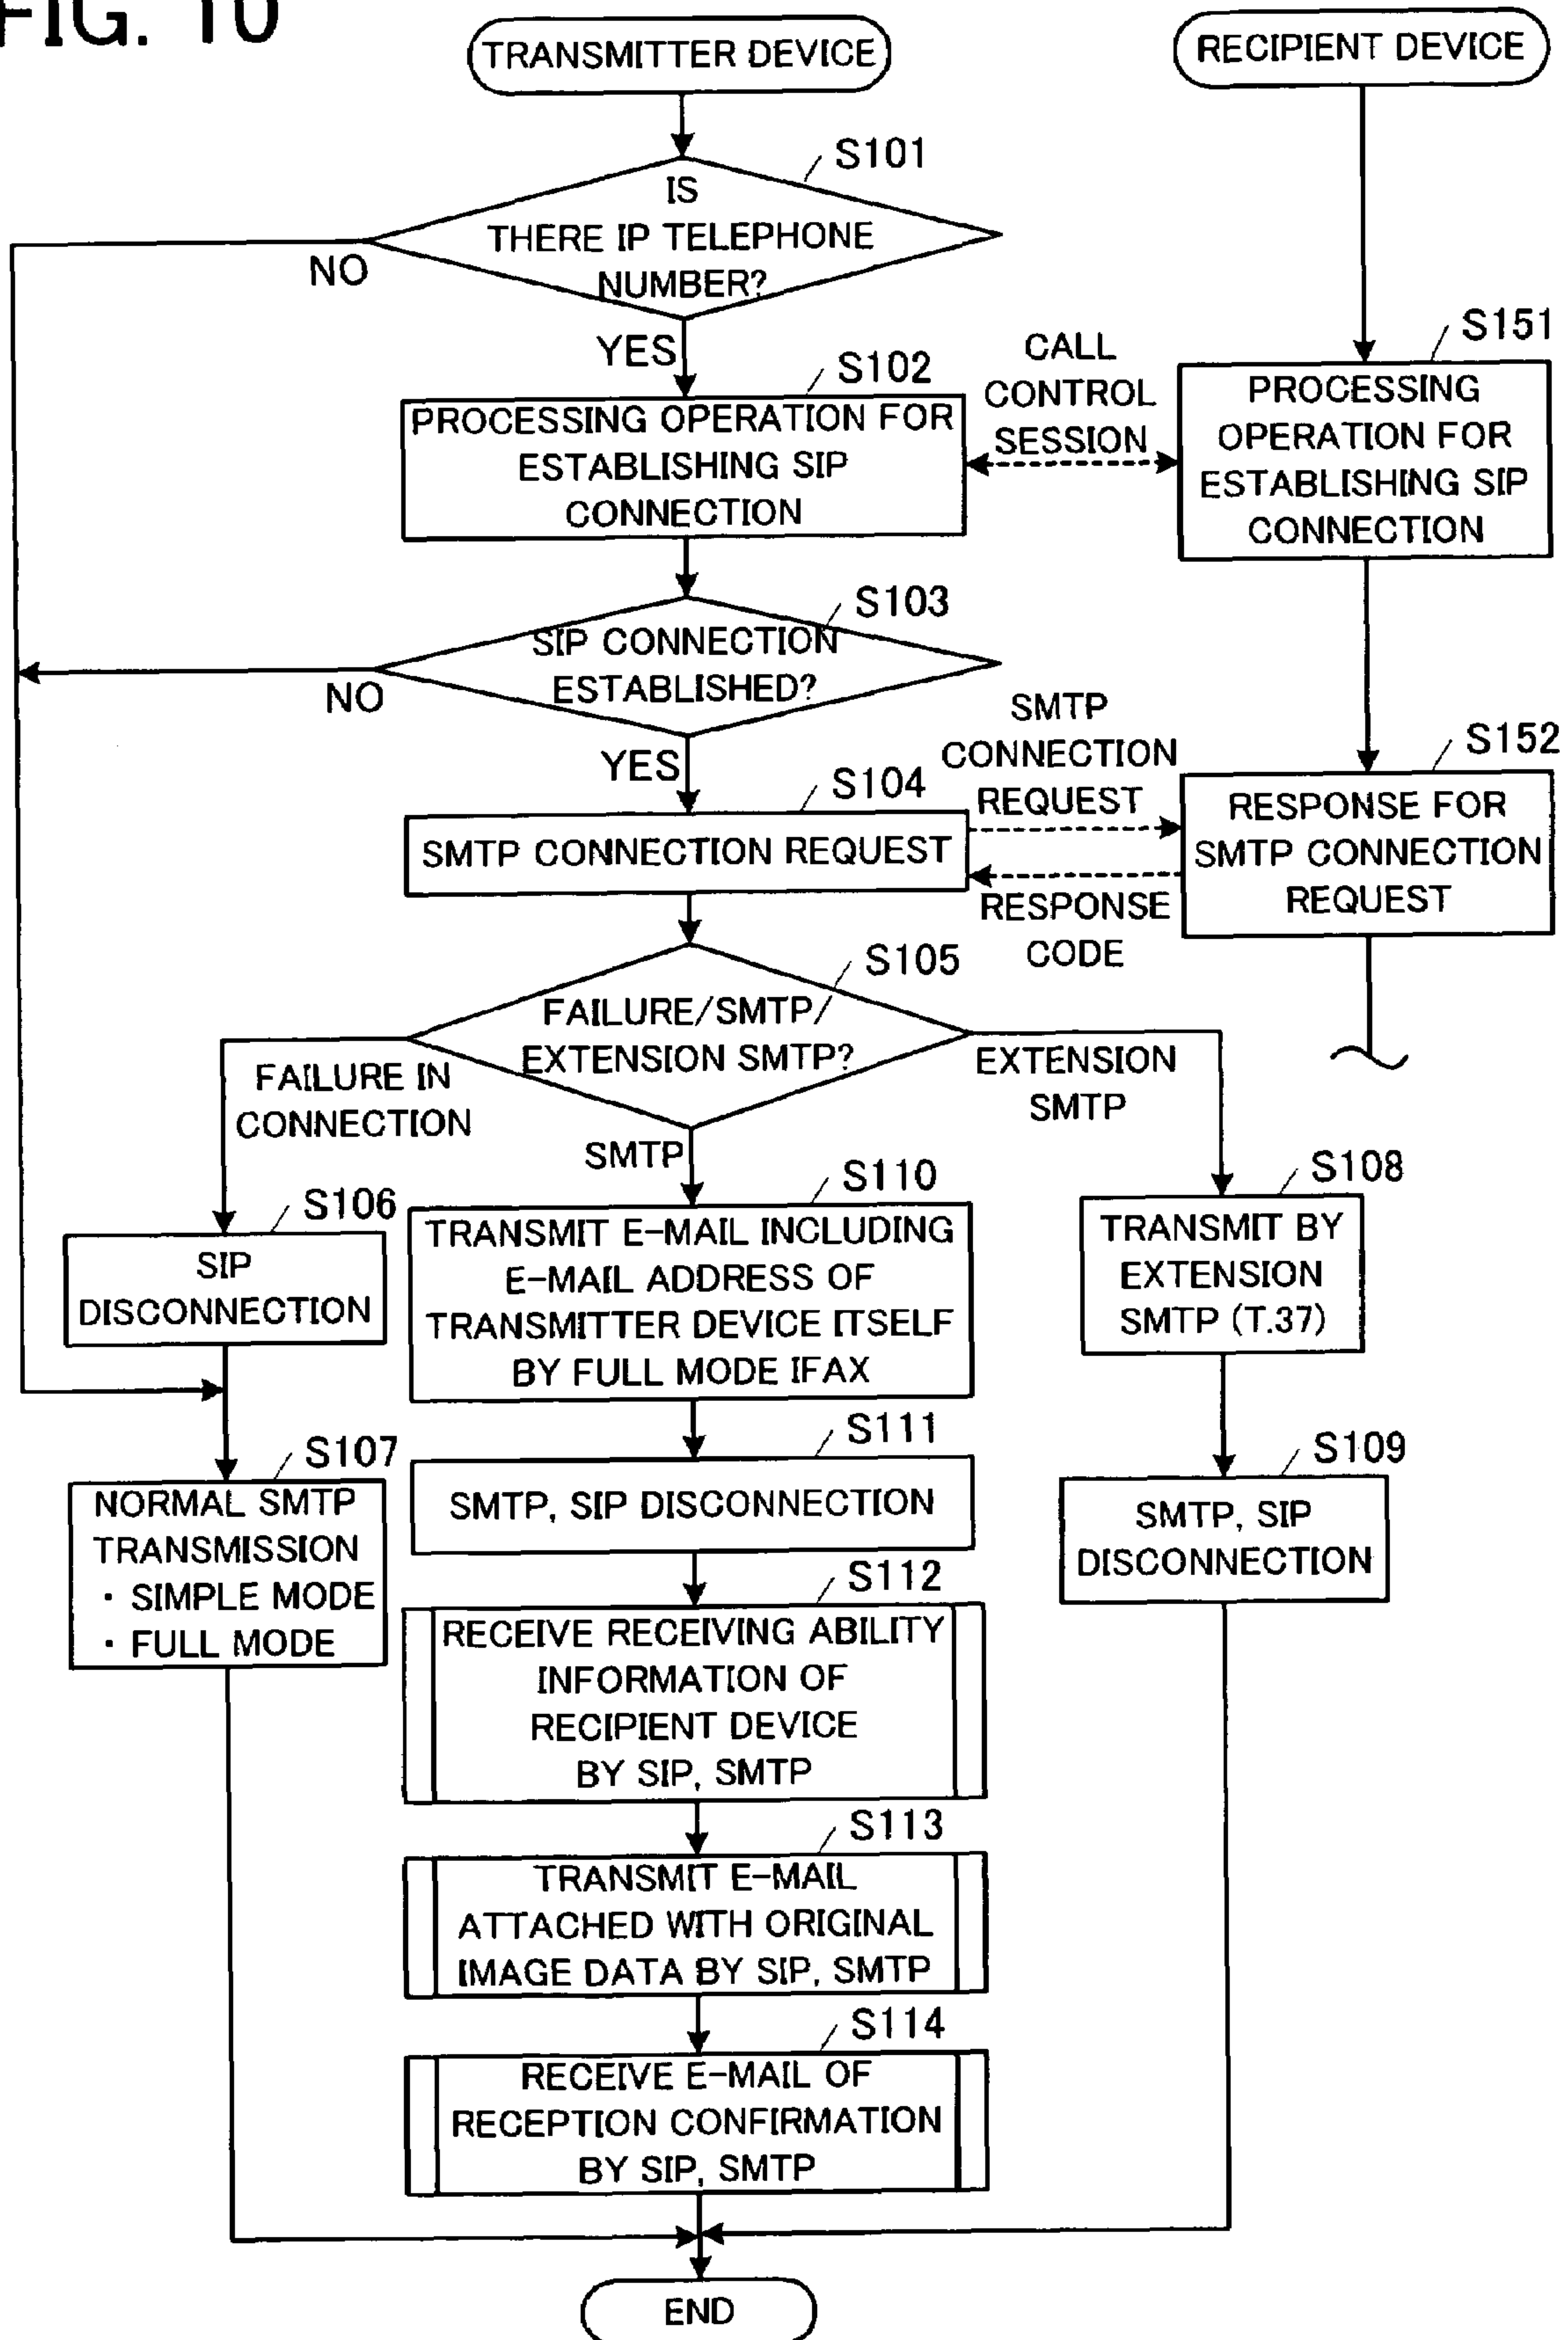 FIG. 10
TRANSMITTER DEVICE
RECIPIENT DEVICE
S101
IS
THERE IP TELEPHONE
NUMBER?
NO
YES
S102
PROCESSING OPERATION FOR
ESTABLISHING SIP
CONNECTION
CALL
CONTROL
SESSION
S151
PROCESSING
OPERATION FOR
ESTABLISHING SIP
CONNECTION
S103
SIP CONNECTION
ESTABLISHED?
NO
YES
S104
SMTP CONNECTION REQUEST
SMTP
CONNECTION
REQUEST
RESPONSE
CODE
S152
RESPONSE FOR
SMTP CONNECTION
REQUEST
S105
FAILURE/SMTP/
EXTENSION SMTP?
FAILURE IN
CONNECTION
SMTP
EXTENSION
SMTP
S106
SIP
DISCONNECTION
S110
TRANSMIT E-MAIL INCLUDING
E-MAIL ADDRESS OF
TRANSMITTER DEVICE ITSELF
BY FULL MODE IFAX
S108
TRANSMIT BY
EXTENSION
SMTP (T.37)
S107
NORMAL SMTP
TRANSMISSION
・ SIMPLE MODE
・ FULL MODE
S111
SMTP, SIP DISCONNECTION
S109
SMTP, SIP
DISCONNECTION
S112
RECEIVE RECEIVING ABILITY
INFORMATION OF
RECIPIENT DEVICE
BY SIP, SMTP
S113
TRANSMIT E-MAIL
ATTACHED WITH ORIGINAL
IMAGE DATA BY SIP, SMTP
S114
RECEIVE E-MAIL OF
RECEPTION CONFIRMATION
BY SIP, SMTP
END